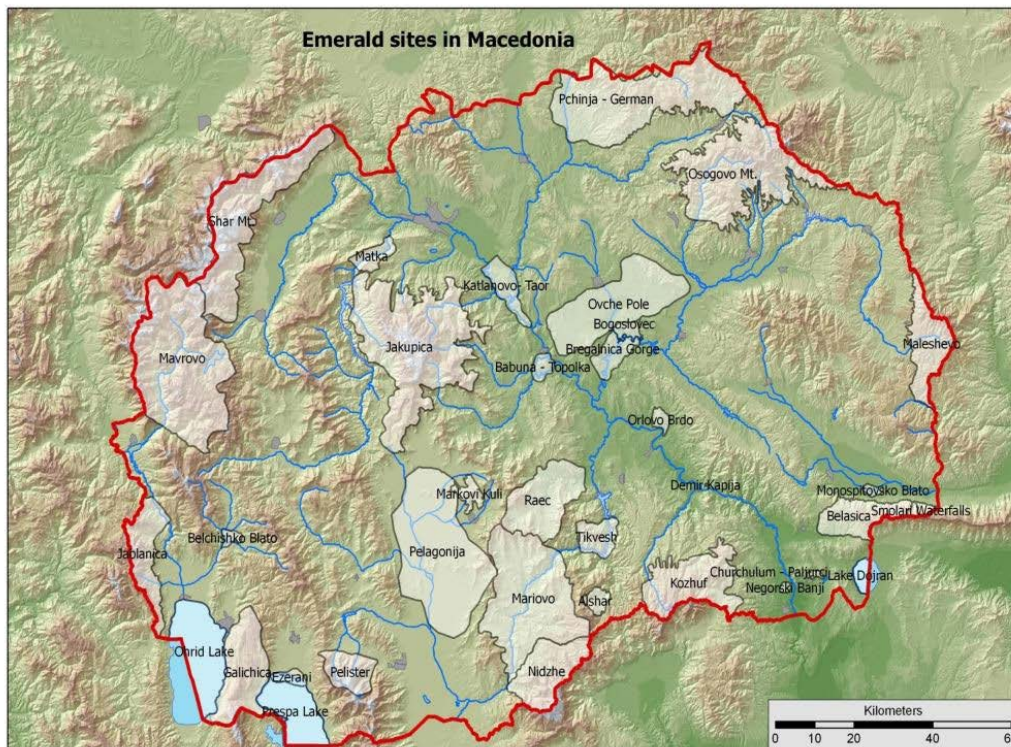 Emerald sites in Macedonia
Pchinja - German
Osogovo Mt.
Shar Mt.
Matka
Katlanovo- Taor
Ovche Pole
Bogoslovec
Jakupica
Bregalnica Gorge
Maleshevo
Mavrovo
Babuna - Topolka
Orlovo Brdo
Demir Kapija
Markovi Kuli
Raec
Monospitovsko Blato
Smolari Waterfalls
Belasica
Tikvesh
Belchishko Blato
Pelagonija
Jablanica
Churchulum - Paljurci
Lake Dojran
Kozhuf
Negorski Banji
Mariovo
Alshar
Ohrid Lake
Galichica
Pelister
Nidzhe
Ezerani
Prespa Lake
Kilometers
0 10 20 40 6